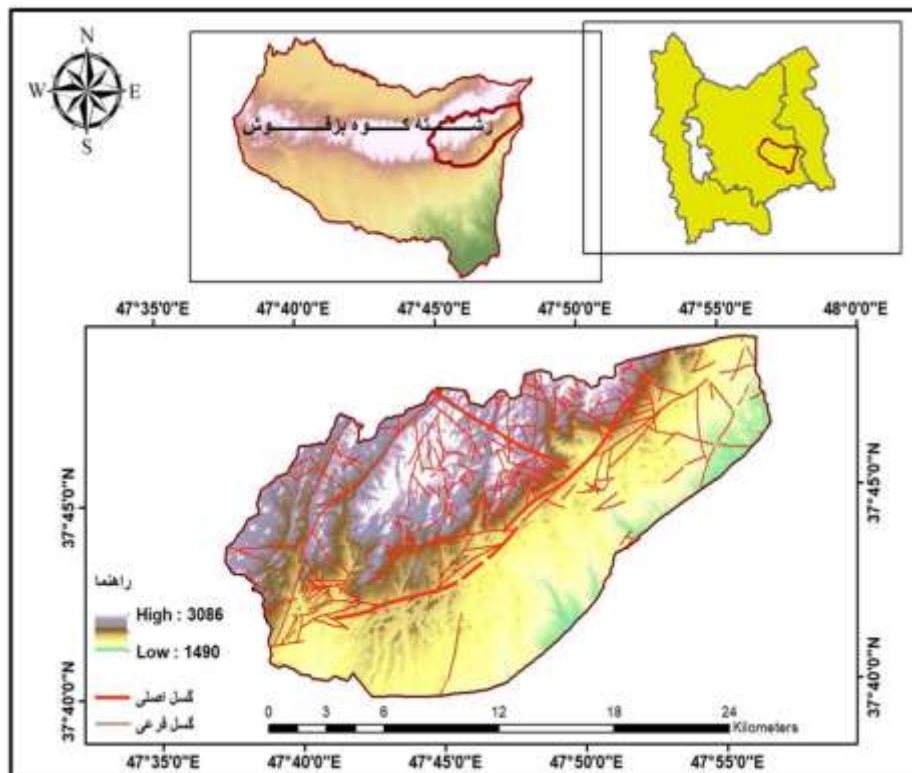 N
W E
S
رشته کوه بزقوش
47°35'0"E 47°40'0"E 47°45'0"E 47°50'0"E 47°55'0"E 48°0'0"E
37°45'0"N 37°45'0"N
راهنما
High : 3086
Low : 1490
37°40'0"N 37°40'0"N
گسل اصلی
گسل فرعی
0 3 6 12 18 24
Kilometers
47°35'0"E 47°40'0"E 47°45'0"E 47°50'0"E 47°55'0"E